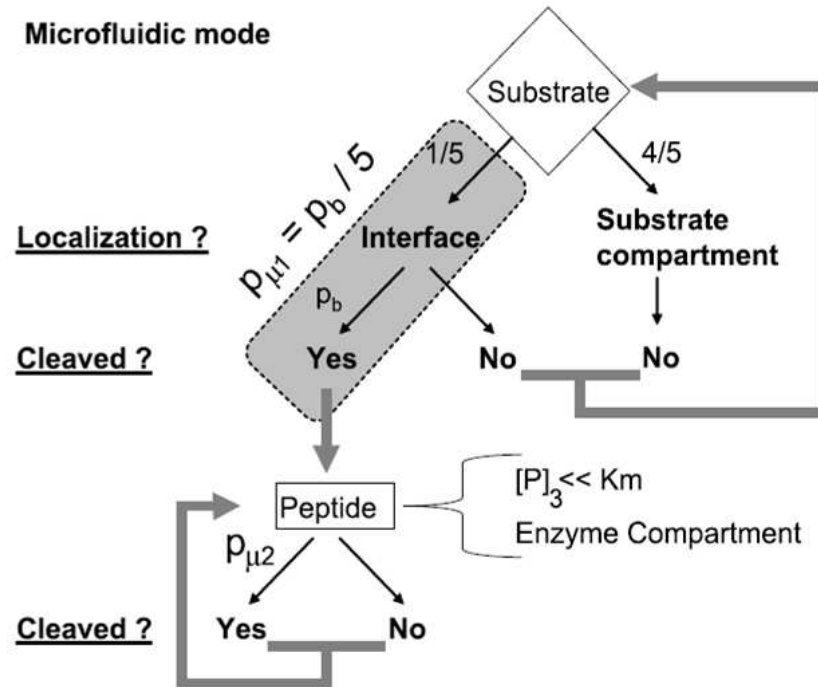 Microfluidic mode
Substrate
1/5
4/5
pμ1 = pb / 5
Localization ?
Interface
Substrate
compartment
pb
Cleaved ?
Yes
No
No
Peptide
[P]3<< Km
Enzyme Compartment
pμ2
Cleaved ?
Yes
No